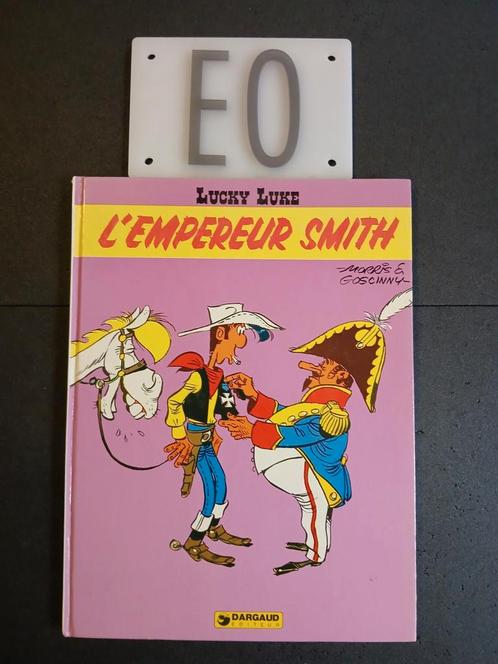 EO
LUCKY LUKE
L'EMPEREUR SMITH
MORRIS &
GOSCINNY
DARGAUD
EDITEUR